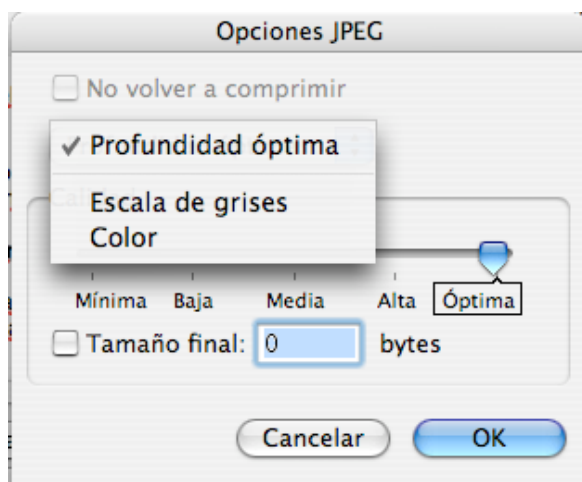 Opciones JPEG
No volver a comprimir
✓ Profundidad óptima
Escala de grises
Color
Mínima Baja Media Alta Óptima
Tamaño final: 0 bytes
Cancelar OK